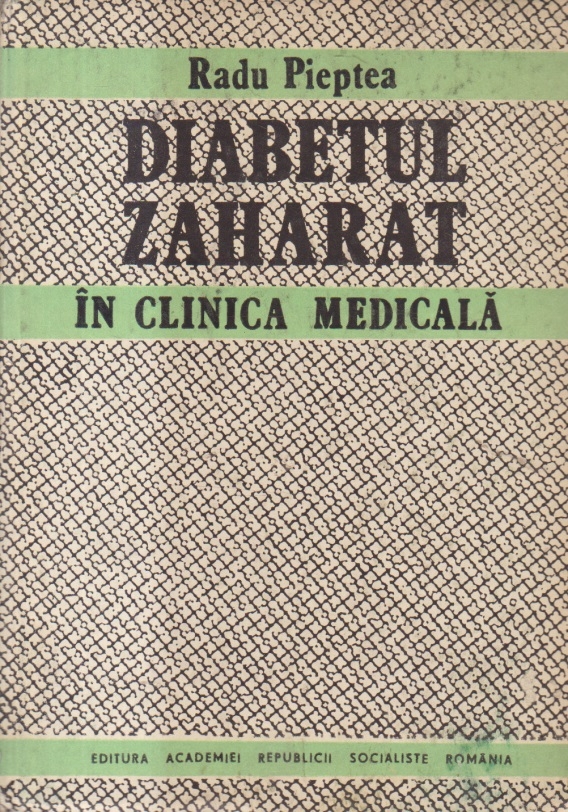 Radu Pieptea
DIABETUL
ZAHARAT
ÎN CLINICA MEDICALĂ
EDITURA ACADEMIEI REPUBLICII SOCIALISTE ROMÂNIA